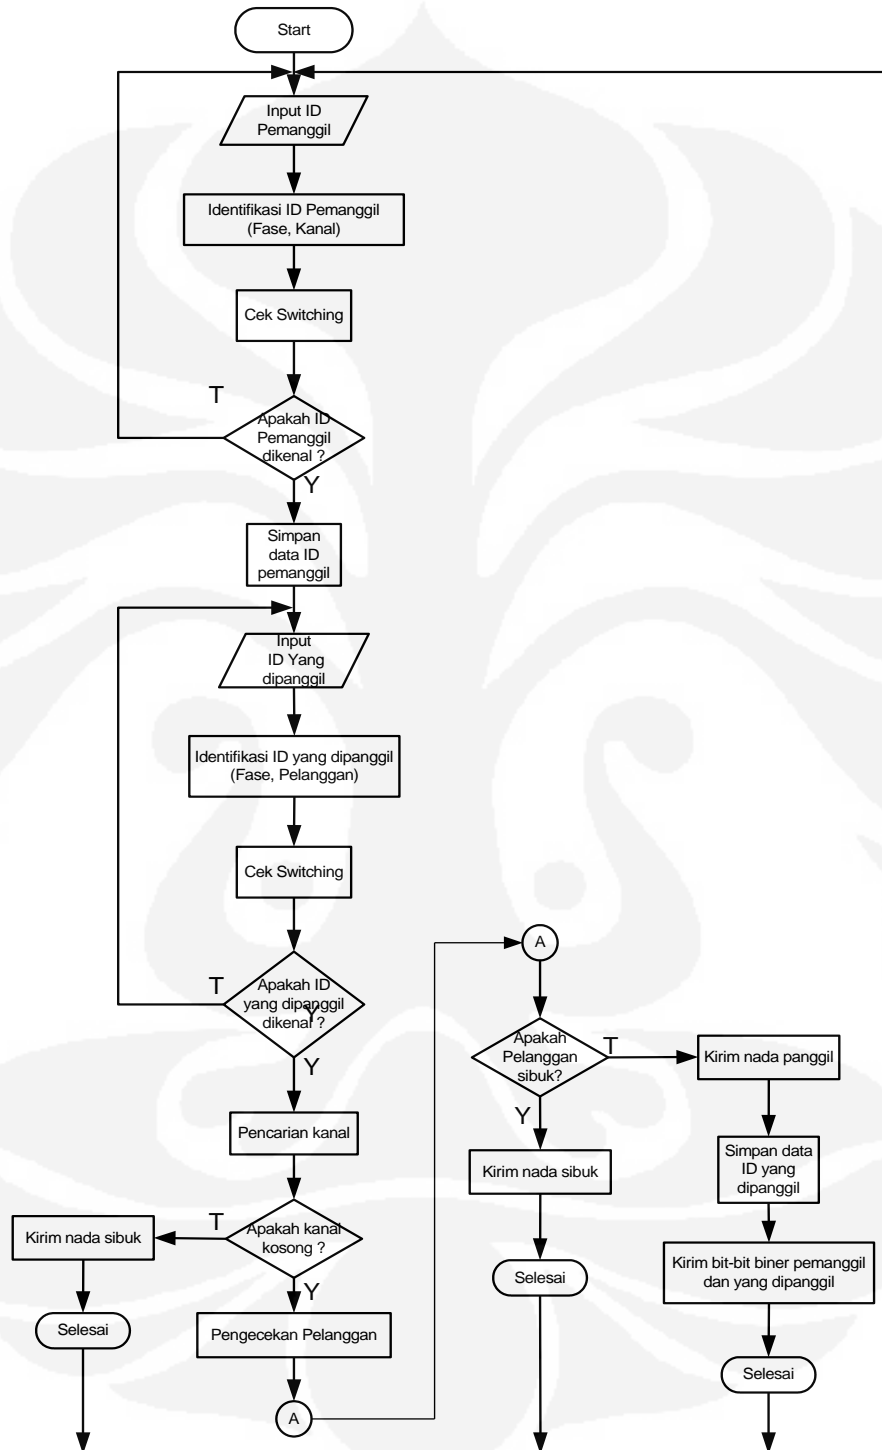 Start
Input ID
Pemanggil
Identifikasi ID Pemanggil
(Fase, Kanal)
Cek Switching
T
Apakah ID
Pemanggil
dikenal ?
Y
Simpan
data ID
pemanggil
Input
ID Yang
dipanggil
Identifikasi ID yang dipanggil
(Fase, Pelanggan)
Cek Switching
T
Apakah ID
yang dipanggil
dikenal ?
Y
Y
Pencarian kanal
T
Apakah kanal
kosong ?
Y
Kirim nada sibuk
Selesai
Pengecekan Pelanggan
A
A
Apakah
Pelanggan
sibuk?
T
Y
Kirim nada sibuk
Selesai
Kirim nada panggil
Simpan data
ID yang
dipanggil
Kirim bit-bit biner pemanggil
dan yang dipanggil
Selesai